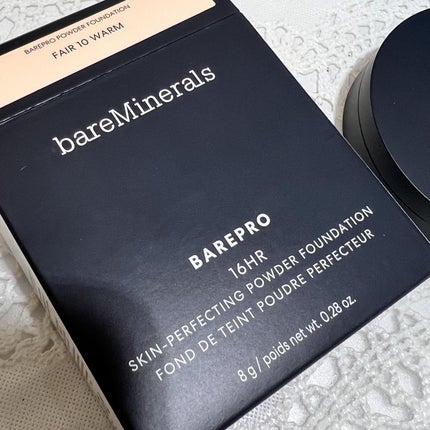 BAREPRO POWDER FOUNDATION
FAIR 10 WARM
bareMinerals
BAREPRO
16HR
SKIN-PERFECTING POWDER FOUNDATION
FOND DE TEINT POUDRE PERFECTEUR
8 g / poids net wt. 0.28 oz.